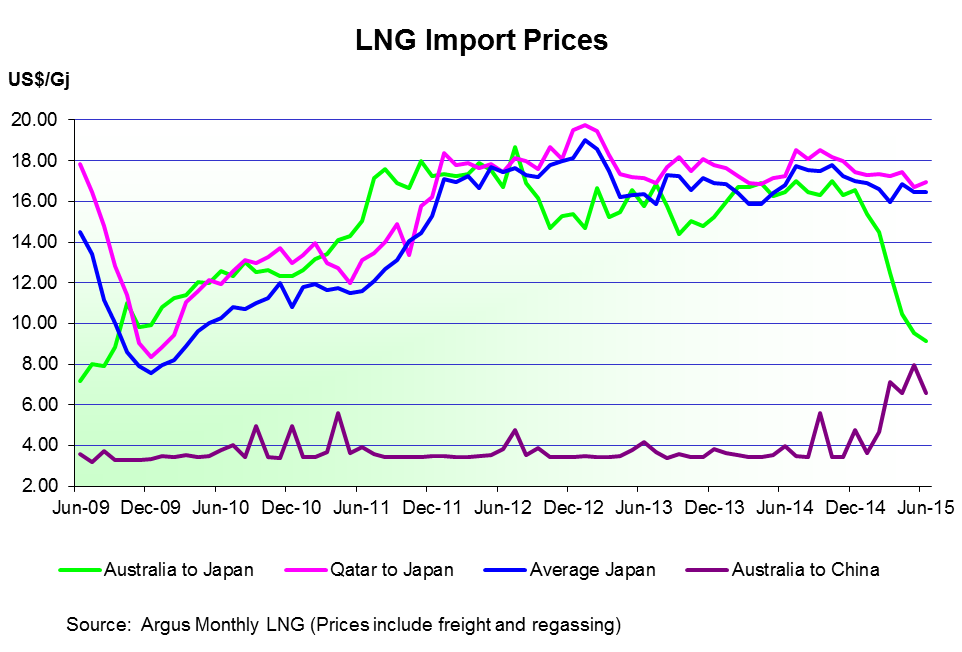 LNG Import Prices
US$/Gj
20.00
18.00
16.00
14.00
12.00
10.00
8.00
6.00
4.00
2.00
Jun-09 Dec-09 Jun-10 Dec-10 Jun-11 Dec-11 Jun-12 Dec-12 Jun-13 Dec-13 Jun-14 Dec-14 Jun-15
Australia to Japan Qatar to Japan Average Japan Australia to China
Source: Argus Monthly LNG (Prices include freight and regassing)